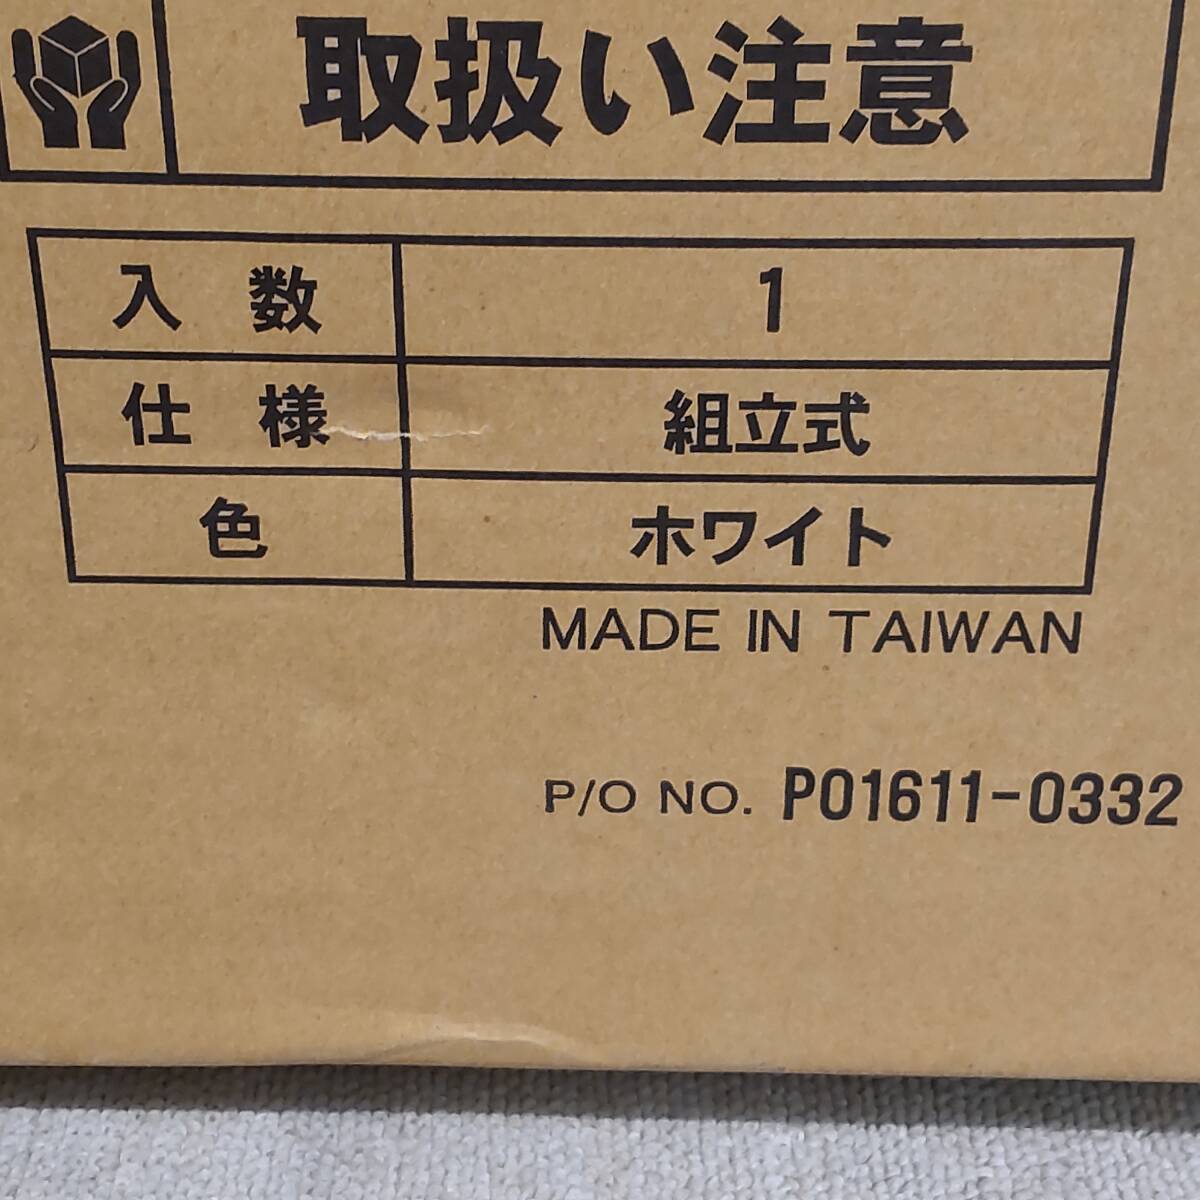 取扱い注意
入数 1
仕様 組立式
色 ホワイト
MADE IN TAIWAN
P/O NO. P01611-0332